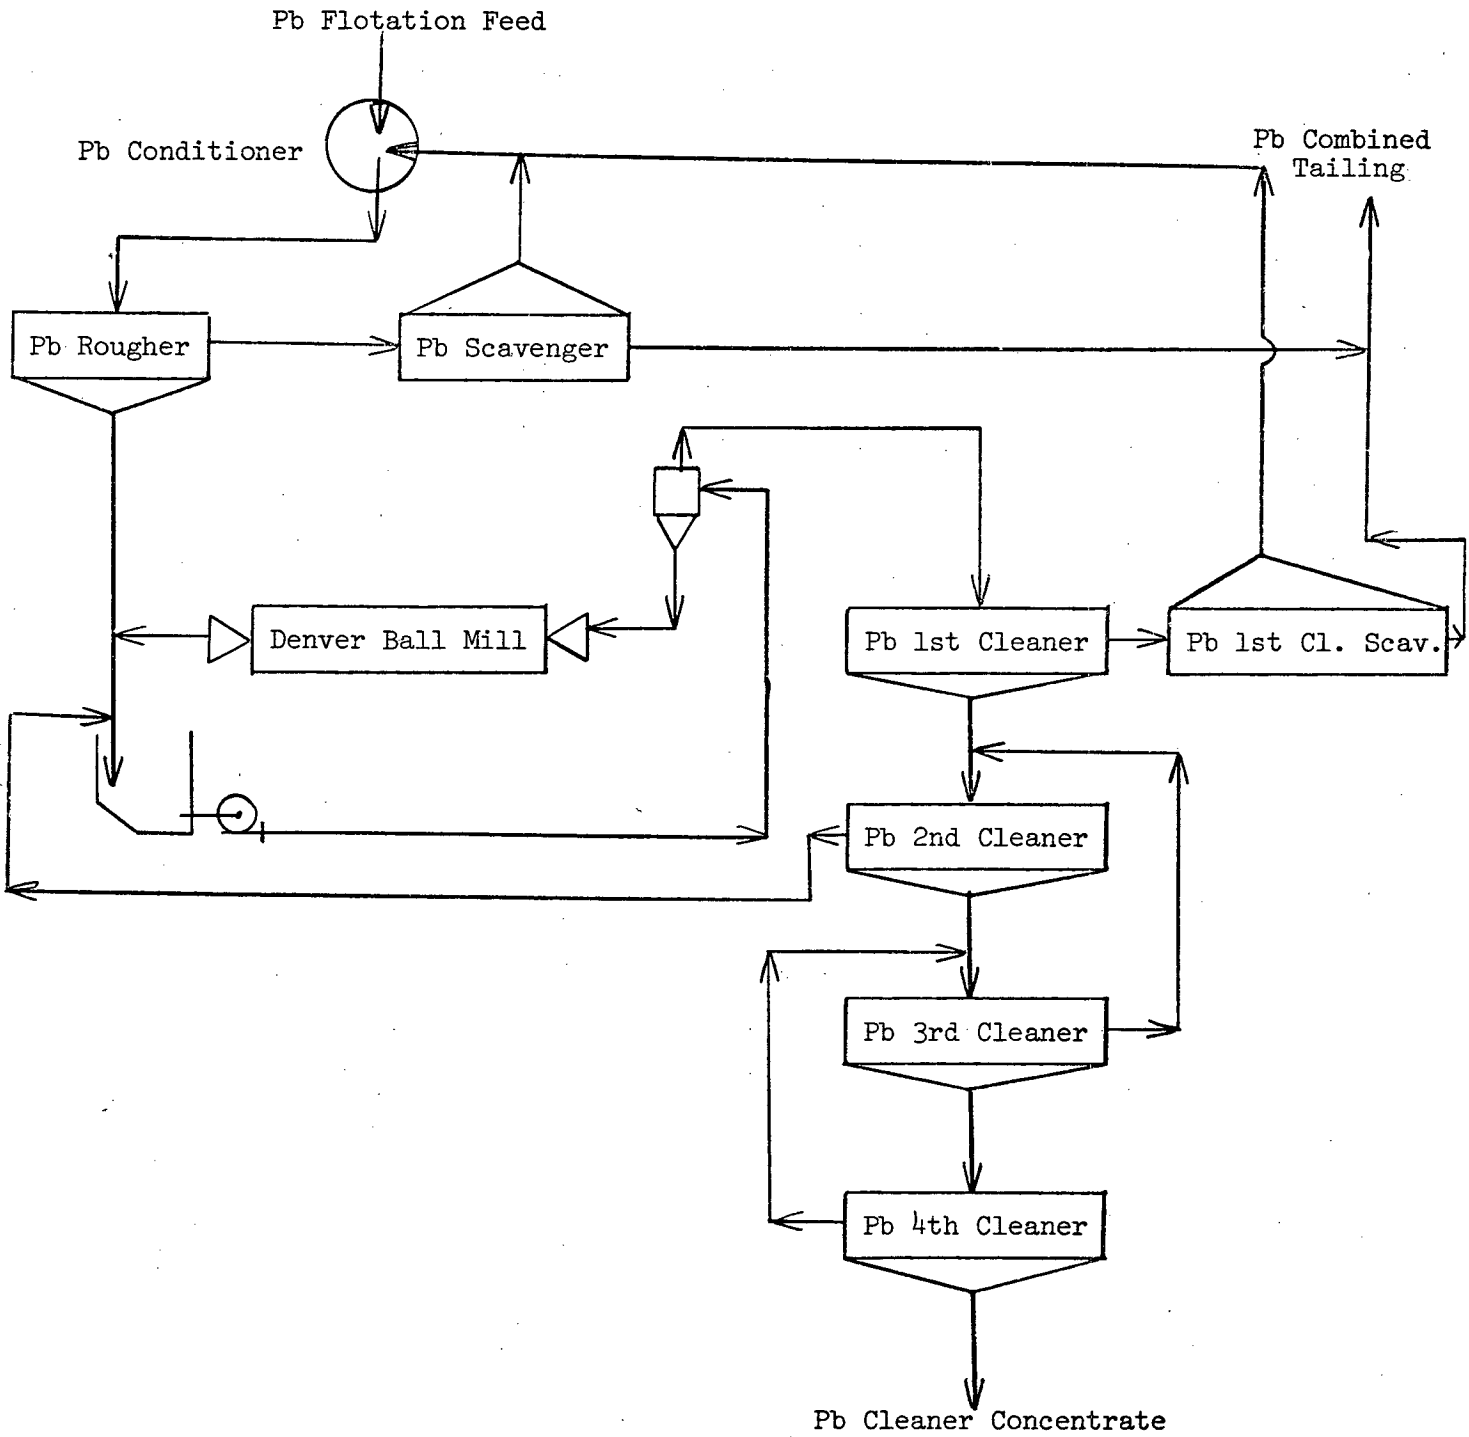 Pb Flotation Feed
Pb Conditioner
Pb Combined
Tailing
Pb Rougher
Pb Scavenger
Denver Ball Mill
Pb 1st Cleaner
Pb 1st Cl. Scav.
Pb 2nd Cleaner
Pb 3rd Cleaner
Pb 4th Cleaner
Pb Cleaner Concentrate